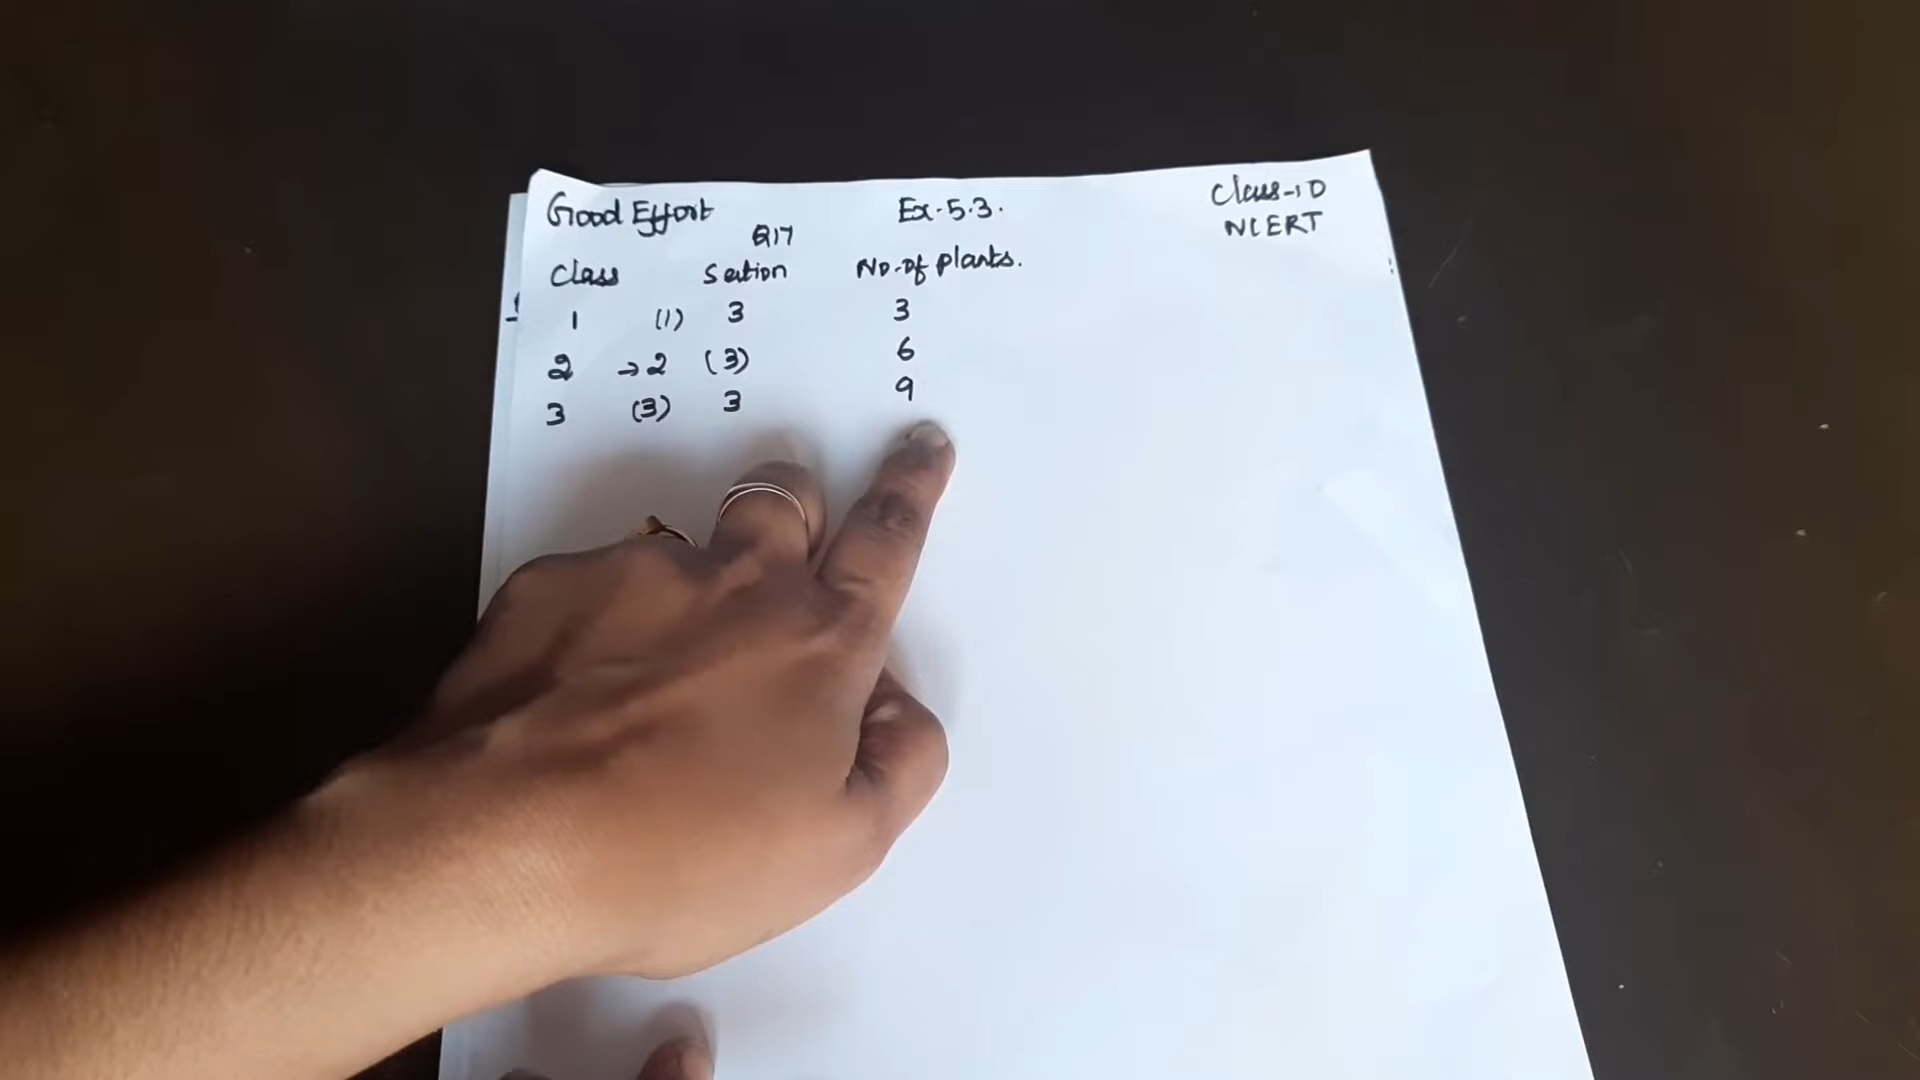 Good Effort Ex. 5.3. Class-10
NCERT
Q17
Class Section No. of plants.
1 (1) 3 3
2 → 2 (3) 6
3 (3) 3 9